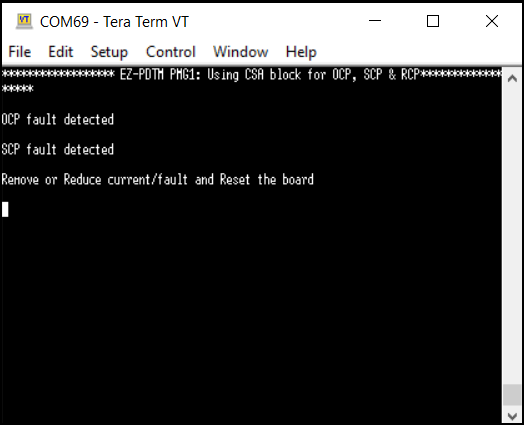 COM69 - Tera Term VT
File Edit Setup Control Window Help
******************* EZ-PDTM PMG1: Using CSA block for OCP, SCP & RCP**************
*****
OCP fault detected
SCP fault detected
Remove or Reduce current/fault and Reset the board